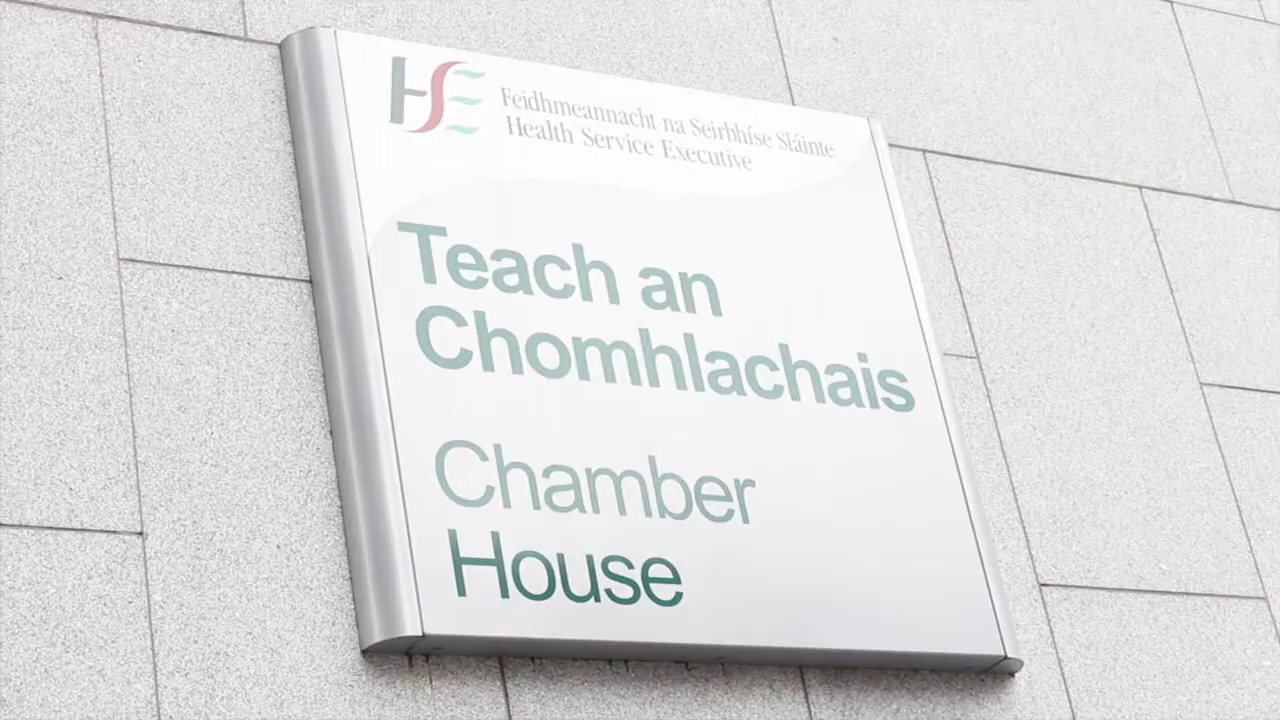 HSE
Feidhmeannacht na Seirbhíse Sláinte
Health Service Executive
Teach an
Chomhlachais
Chamber
House